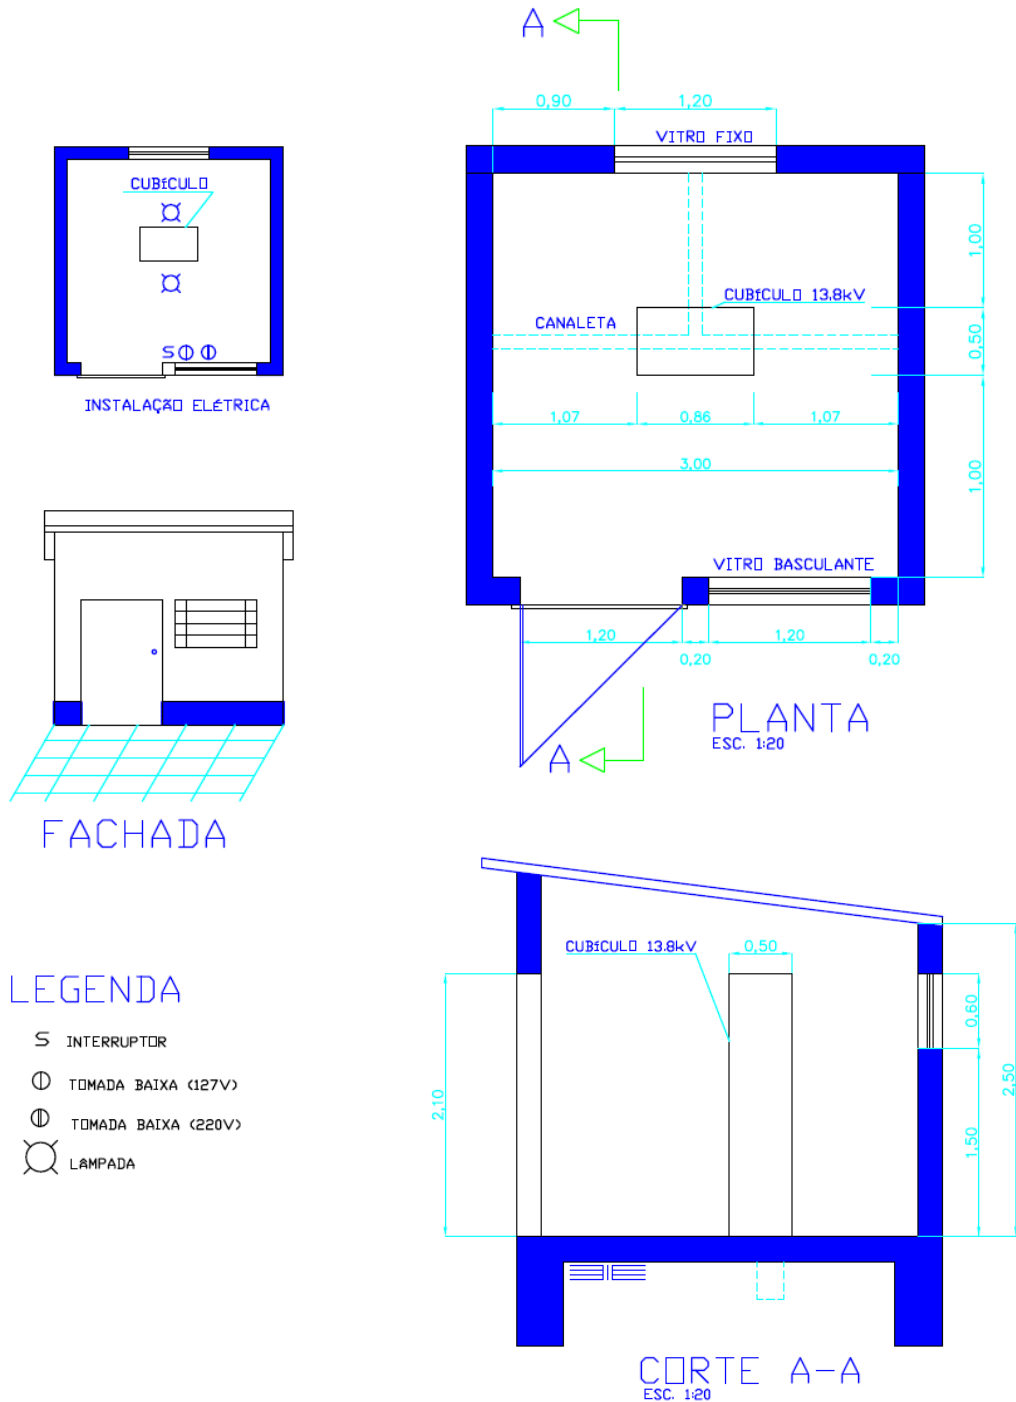 A
0,90
1,20
VITRO FIXO
CUBíCULO
1,00
CUBíCULO 13.8kV
CANALETA
0,50
S
INSTALAÇÃO ELÉTRICA
1,07
0,86
1,07
3,00
1,00
VITRO BASCULANTE
1,20
1,20
0,20
0,20
PLANTA
ESC. 1:20
A
FACHADA
CUBíCULO 13.8kV
0,50
LEGENDA
S INTERRUPTOR
TOMADA BAIXA (127V)
TOMADA BAIXA (220V)
LÂMPADA
2,10
0,60
2,50
1,50
CORTE A-A
ESC. 1:20